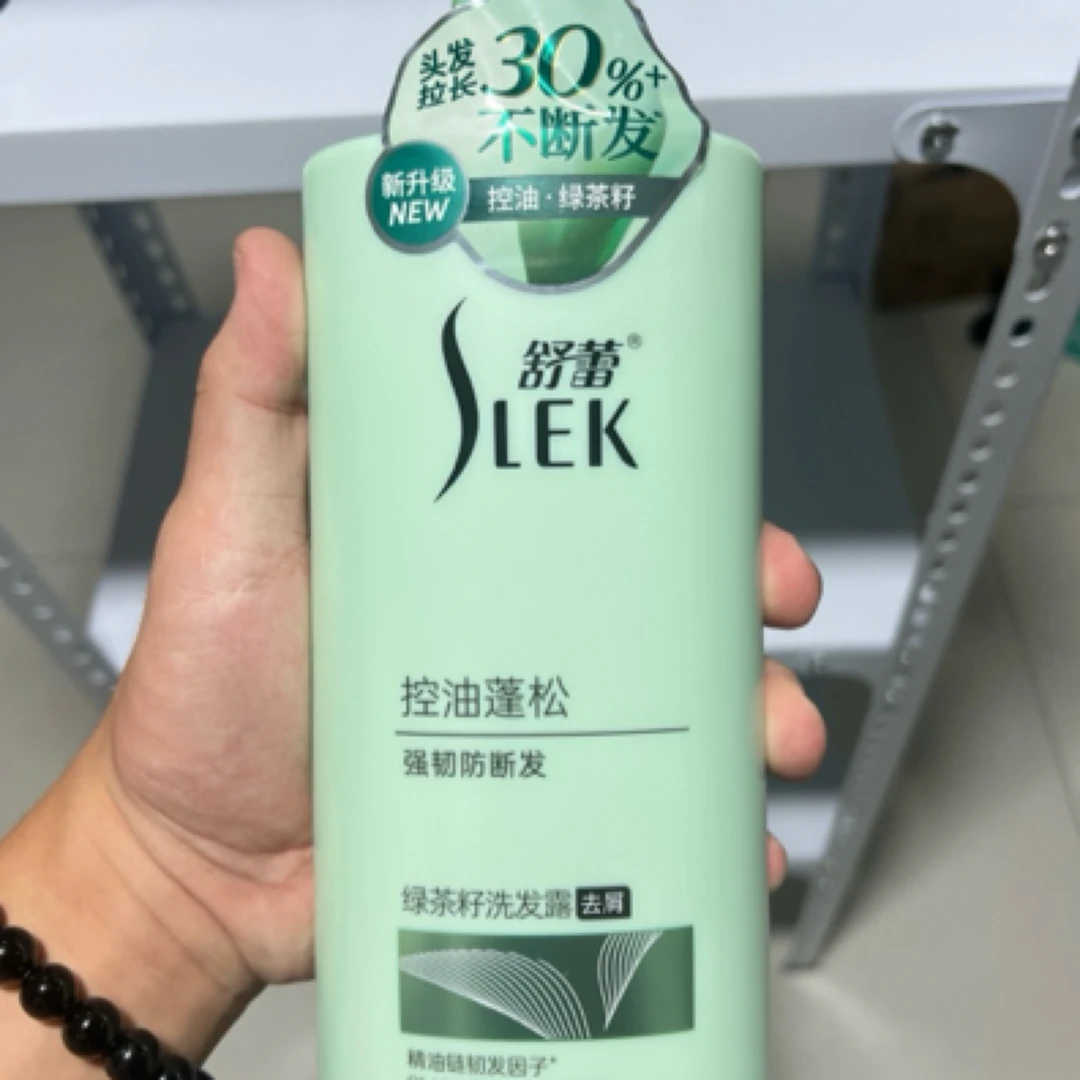 头发
拉长
30%+
不断发
新升级
NEW
控油·绿茶籽
舒蕾®
SLEK
控油蓬松
强韧防断发
绿茶籽洗发露 去屑
精油链韧发因子*